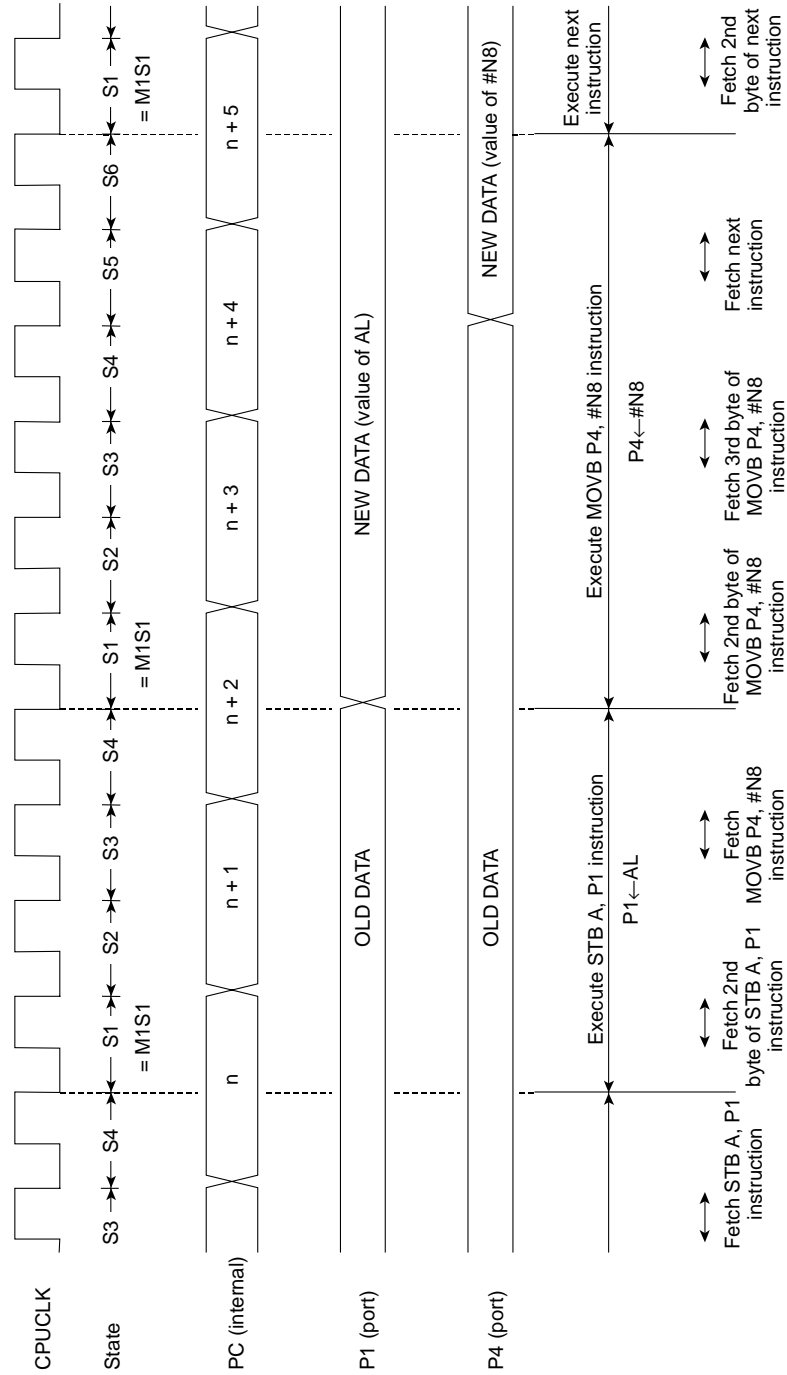 CPUCLK
State
S3
S4
S1
= M1S1
S2
S3
S4
S1
= M1S1
S2
S3
S4
S5
S6
S1
= M1S1
PC (internal)
n
n + 1
n + 2
n + 3
n + 4
n + 5
P1 (port)
OLD DATA
NEW DATA (value of AL)
P4 (port)
OLD DATA
NEW DATA (value of #N8)
Execute STB A, P1 instruction
P1←AL
Execute MOVB P4, #N8 instruction
P4←#N8
Execute next
instruction
Fetch STB A, P1
instruction
Fetch 2nd
byte of STB A, P1
instruction
Fetch
MOVB P4, #N8
instruction
Fetch 2nd byte of
MOVB P4, #N8
instruction
Fetch 3rd byte of
MOVB P4, #N8
instruction
Fetch next
instruction
Fetch 2nd
byte of next
instruction